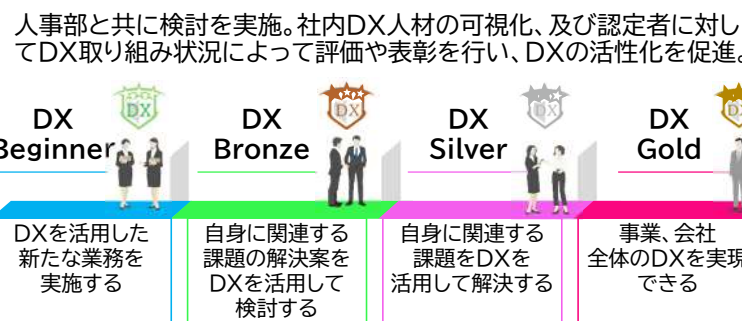 人事部と共に検討を実施。社内DX人材の可視化、及び認定者に対し
てDX取り組み状況によって評価や表彰を行い、DXの活性化を促進。
DX
Beginner
DX
DX
Bronze
DX
DX
Silver
DX
DX
Gold
DXを活用した
新たな業務を
実施する
自身に関連する
課題の解決案を
DXを活用して
検討する
自身に関連する
課題をDXを
活用して解決する
事業、会社
全体のDXを実現
できる